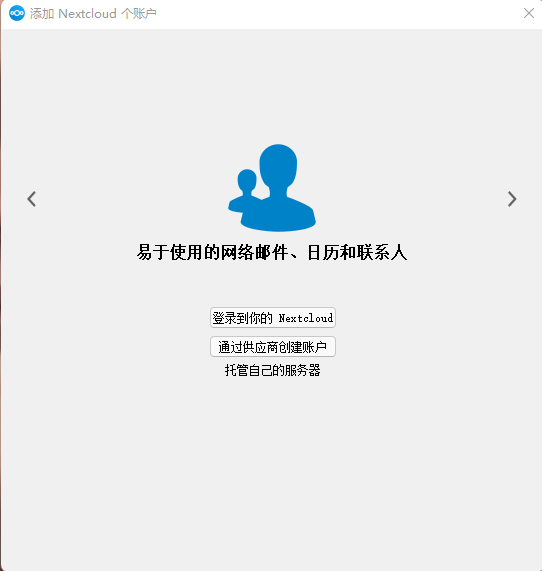 添加 Nextcloud 个账户
易于使用的网络邮件、日历和联系人
登录到你的 Nextcloud
通过供应商创建账户
托管自己的服务器